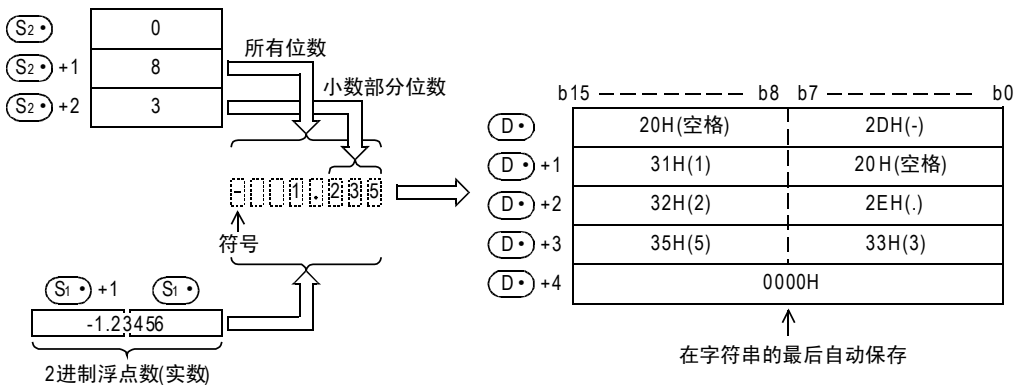 S2• 0
S2• +1 8
S2• +2 3
所有位数
小数部分位数
- 1 . 2 3 5
符号
S1• +1 S1•
-1.23456
2进制浮点数(实数)
b15 — — — — — — — b8 b7 — — — — — — — b0
D• 20H(空格) 2DH(-)
D• +1 31H(1) 20H(空格)
D• +2 32H(2) 2EH(.)
D• +3 35H(5) 33H(3)
D• +4 0000H
在字符串的最后自动保存